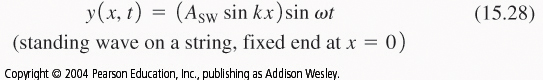 y(x, t) = (A_SW sin kx)sin ωt (15.28)
(standing wave on a string, fixed end at x = 0)
Copyright © 2004 Pearson Education, Inc., publishing as Addison Wesley.